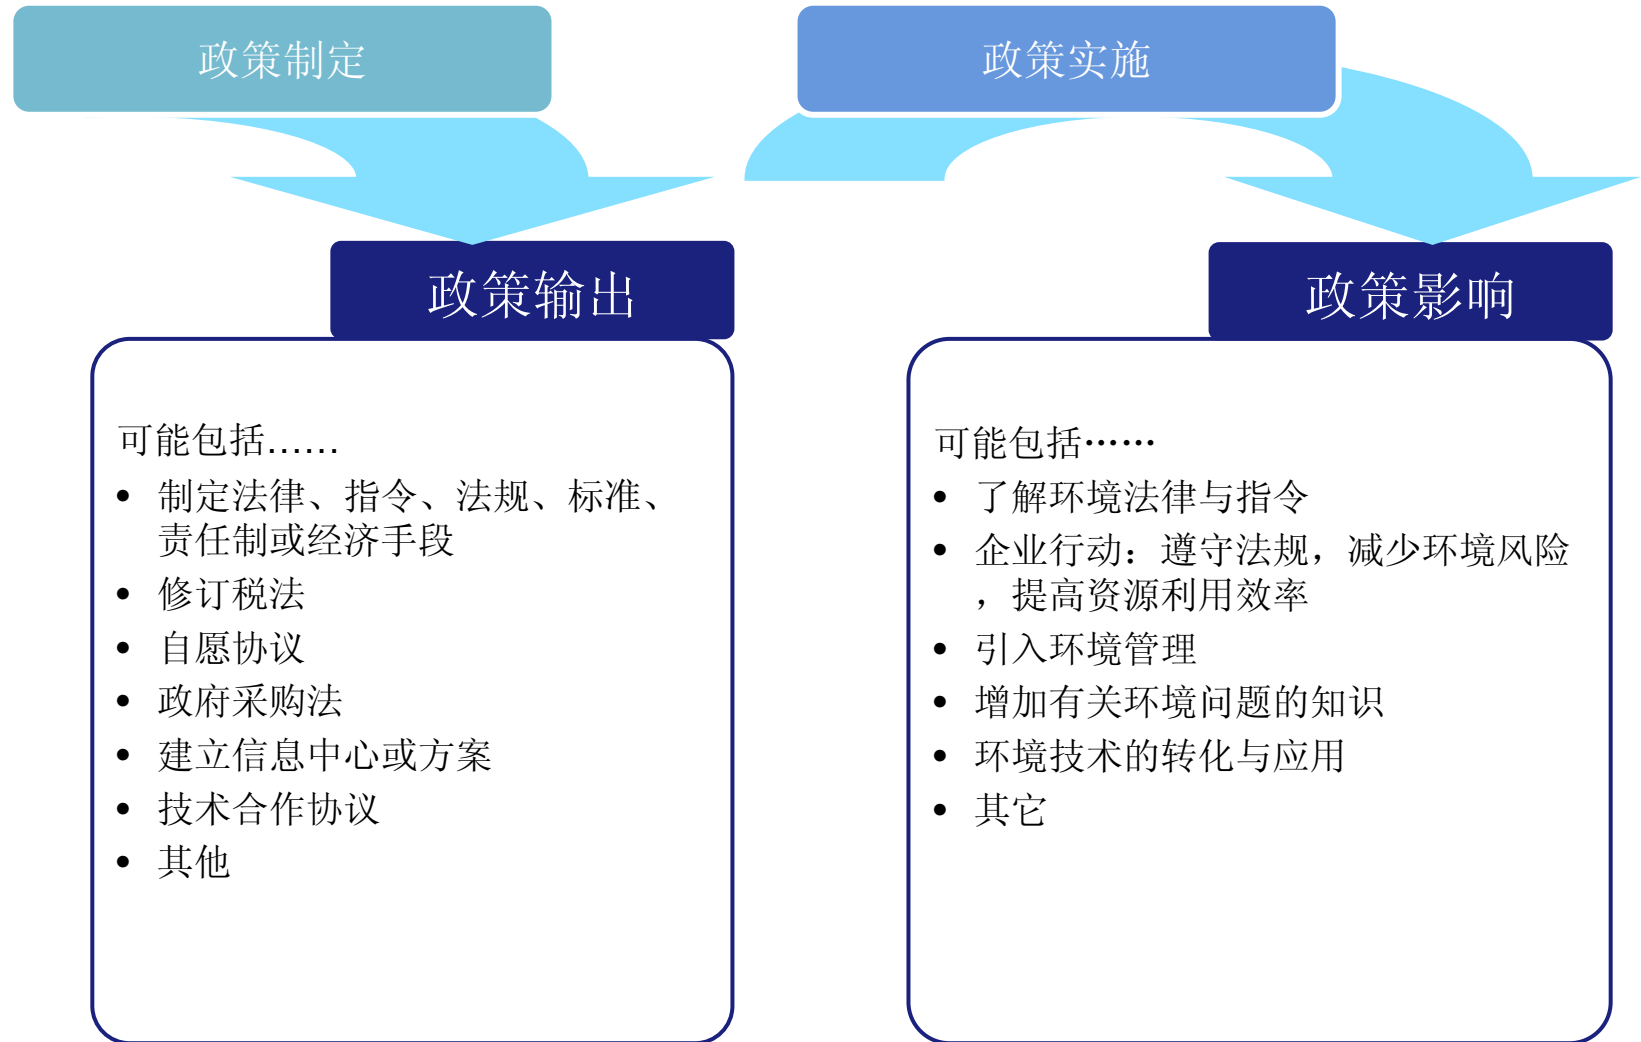 政策制定
政策实施
政策输出
政策影响
可能包括......
• 制定法律、指令、法规、标准、
责任制或经济手段
• 修订税法
• 自愿协议
• 政府采购法
• 建立信息中心或方案
• 技术合作协议
• 其他
可能包括……
• 了解环境法律与指令
• 企业行动：遵守法规，减少环境风险
，提高资源利用效率
• 引入环境管理
• 增加有关环境问题的知识
• 环境技术的转化与应用
• 其它